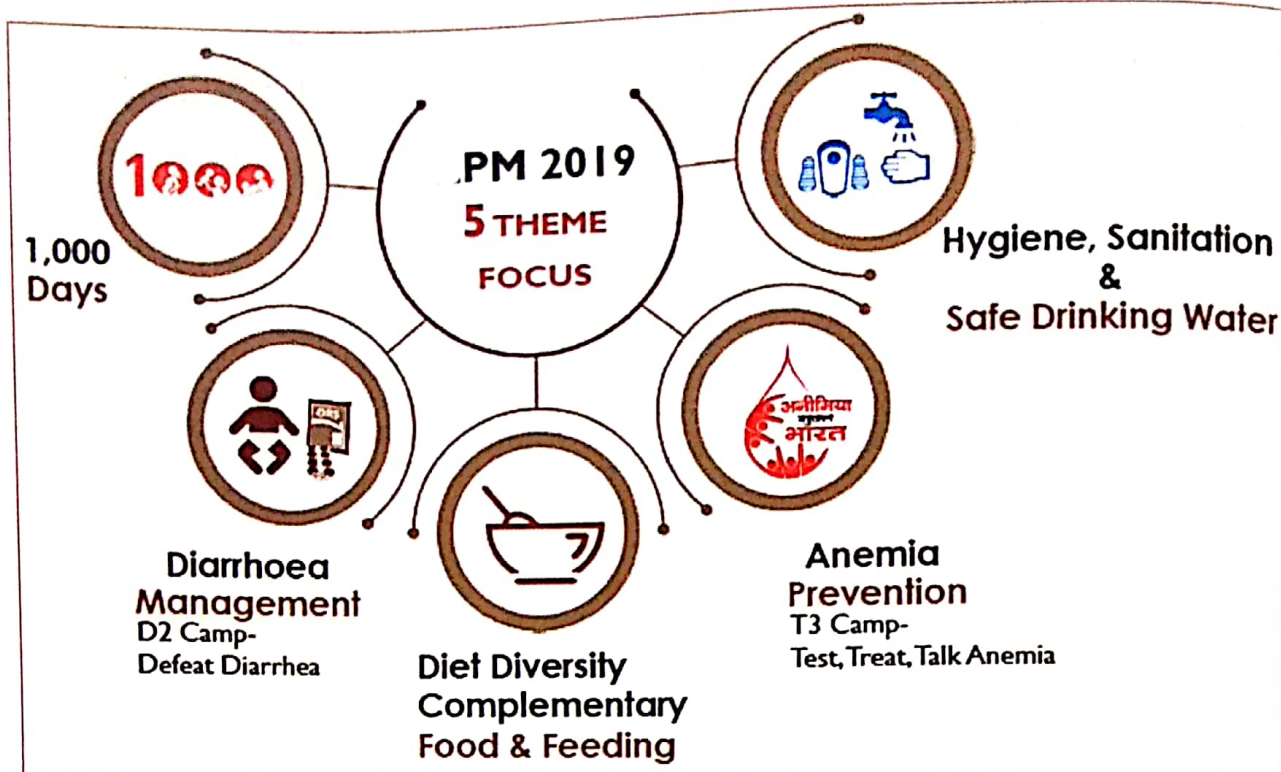 1000
1,000
Days
.PM 2019
5 THEME
FOCUS
Hygiene, Sanitation
&
Safe Drinking Water
ORS
Diarrhoea
Management
D2 Camp-
Defeat Diarrhea
Diet Diversity
Complementary
Food & Feeding
अनीमिया
भारत
Anemia
Prevention
T3 Camp-
Test, Treat, Talk Anemia